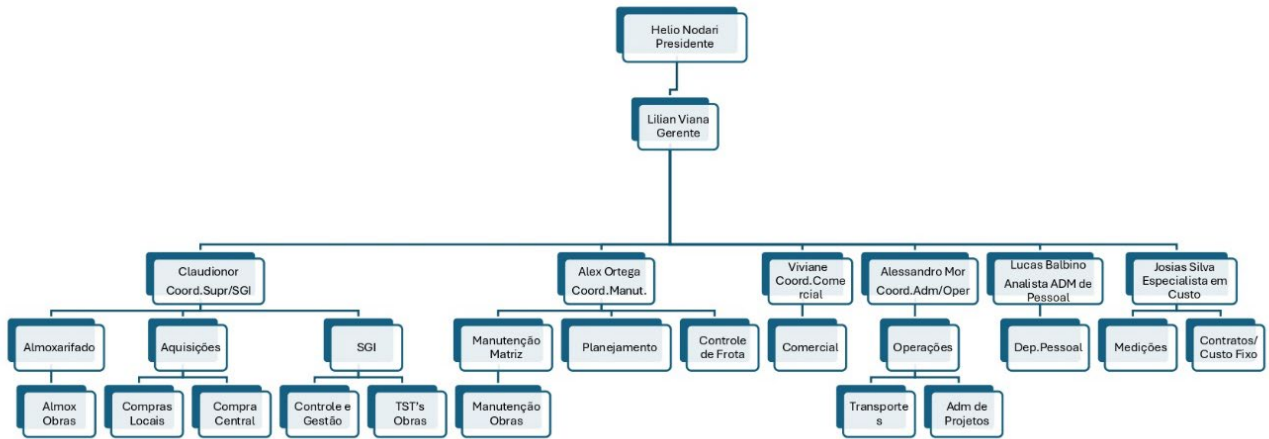 Helio Nodari
Presidente
Lilian Viana
Gerente
Claudionor
Coord.Supr/SGI
Alex Ortega
Coord.Manut.
Viviane
Coord.Come
rcial
Alessandro Mor
Coord.Adm/Oper
Lucas Balbino
Analista ADM de
Pessoal
Josias Silva
Especialista em
Custo
Almoxarifado
Aquisições
SGI
Manutenção
Matriz
Planejamento
Controle
de Frota
Comercial
Operações
Dep.Pessoal
Medições
Contratos/
Custo Fixo
Almox
Obras
Compras
Locais
Compra
Central
Controle e
Gestão
TST's
Obras
Manutenção
Obras
Transporte
s
Adm de
Projetos